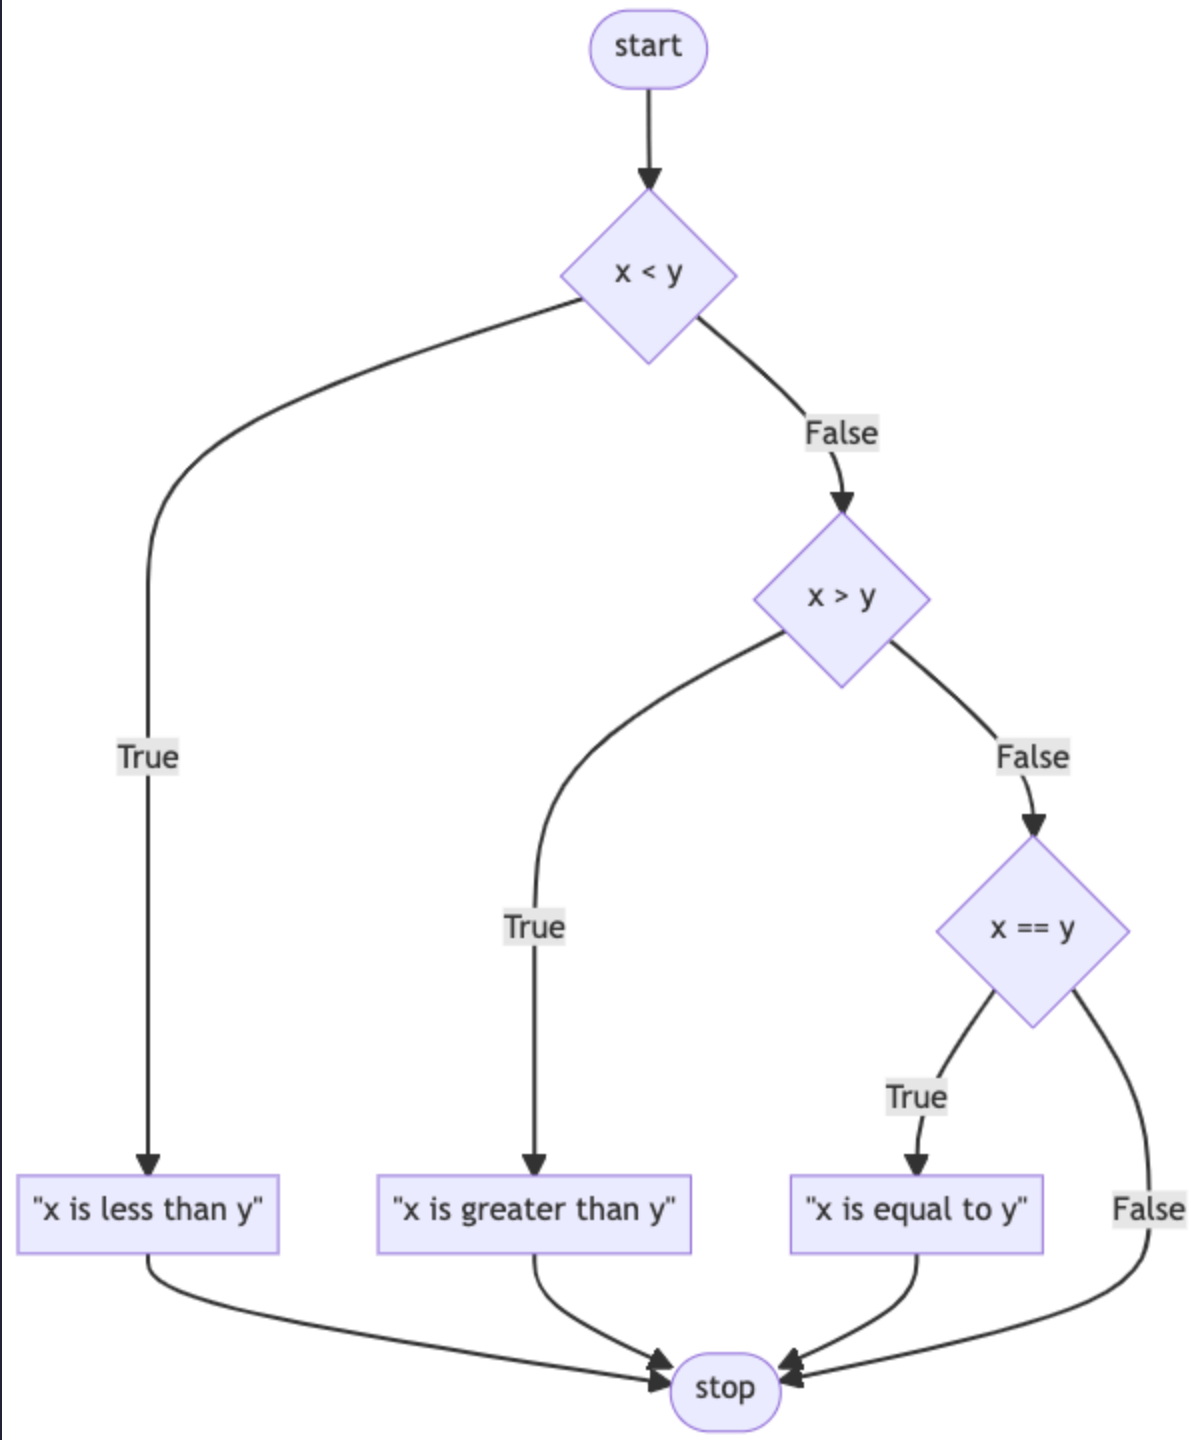 start
x < y
False
x > y
True
False
True
x == y
True
"x is less than y"
"x is greater than y"
"x is equal to y"
False
stop